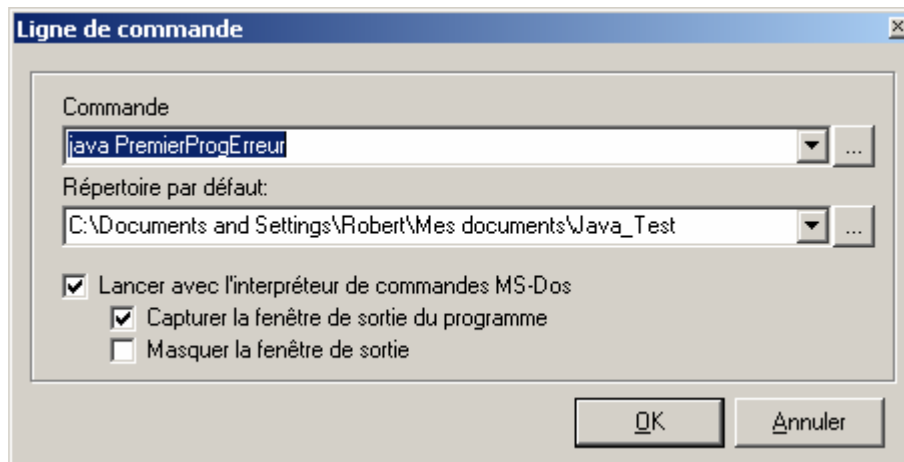 Ligne de commande
Commande
java PremierProgErreur
...
Répertoire par défaut:
C:\Documents and Settings\Robert\Mes documents\Java_Test
...
Lancer avec l'interpréteur de commandes MS-Dos
Capturer la fenêtre de sortie du programme
Masquer la fenêtre de sortie
OK Annuler